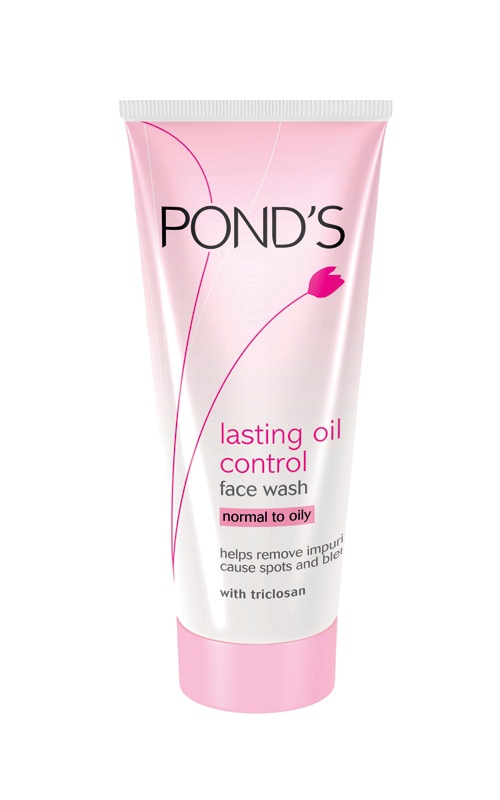 POND'S
lasting oil
control
face wash
normal to oily
helps remove
cause spots and
with triclosan